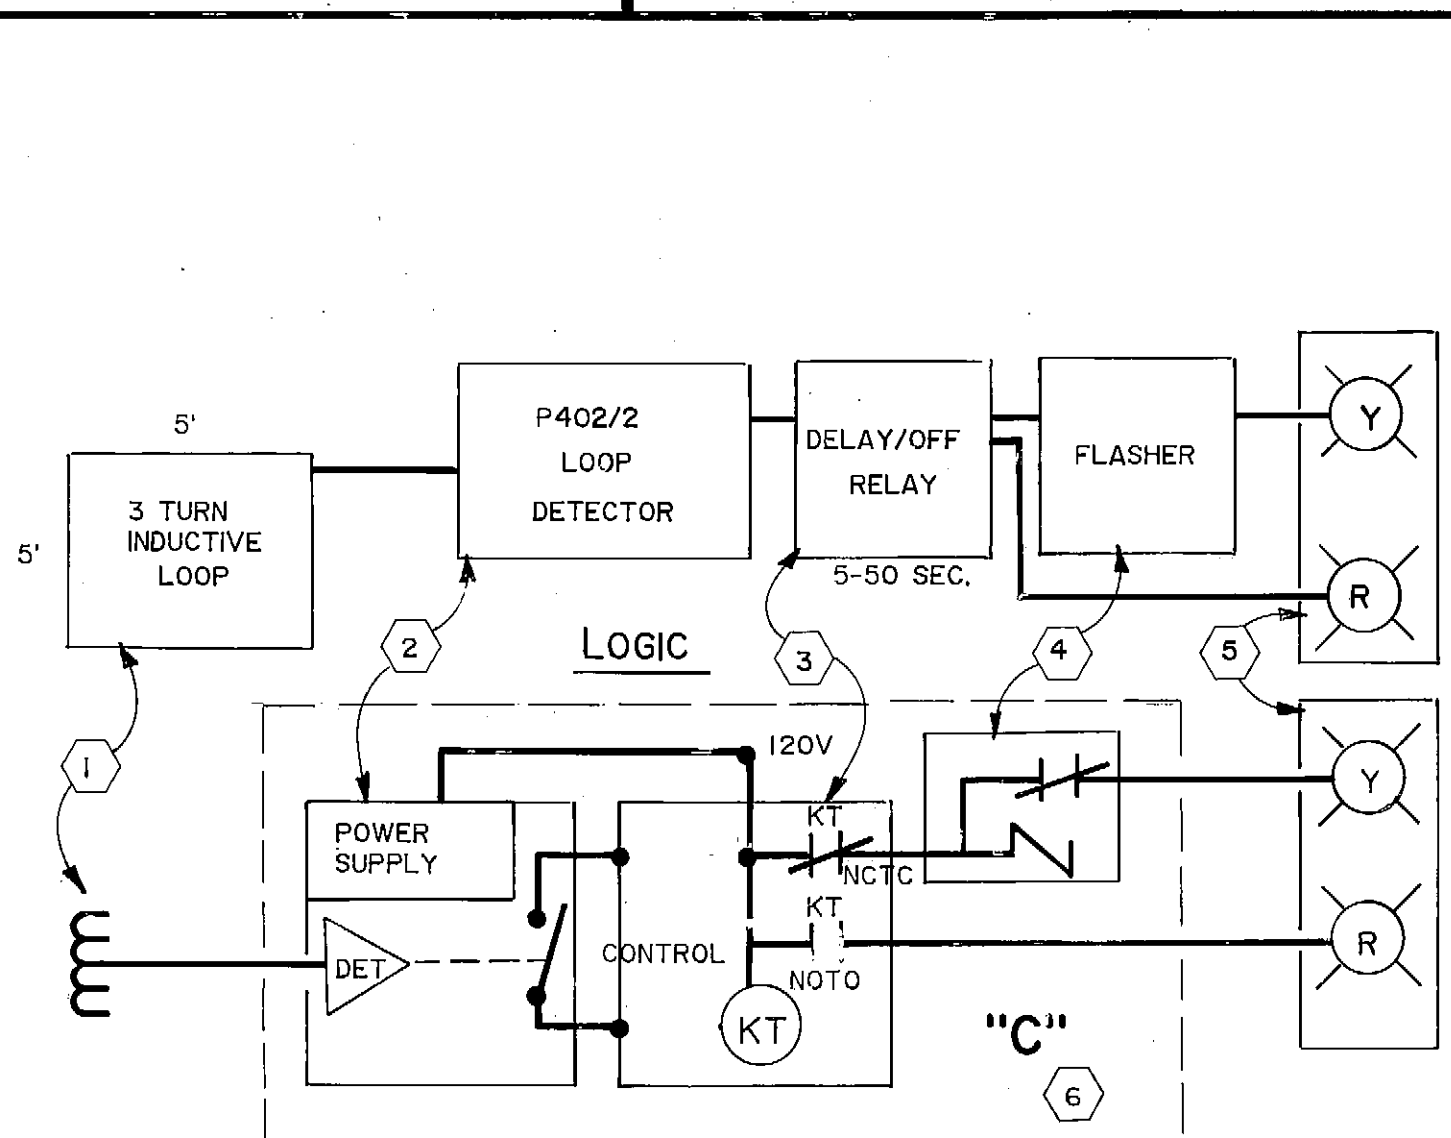 5'
5'
3 TURN
INDUCTIVE
LOOP
P402/2
LOOP
DETECTOR
DELAY/OFF
RELAY
5-50 SEC.
FLASHER
Y
R
1
2
LOGIC
3
4
5
120V
POWER
SUPPLY
DET
CONTROL
KT
NCTC
KT
NOTO
KT
Y
R
"C"
6